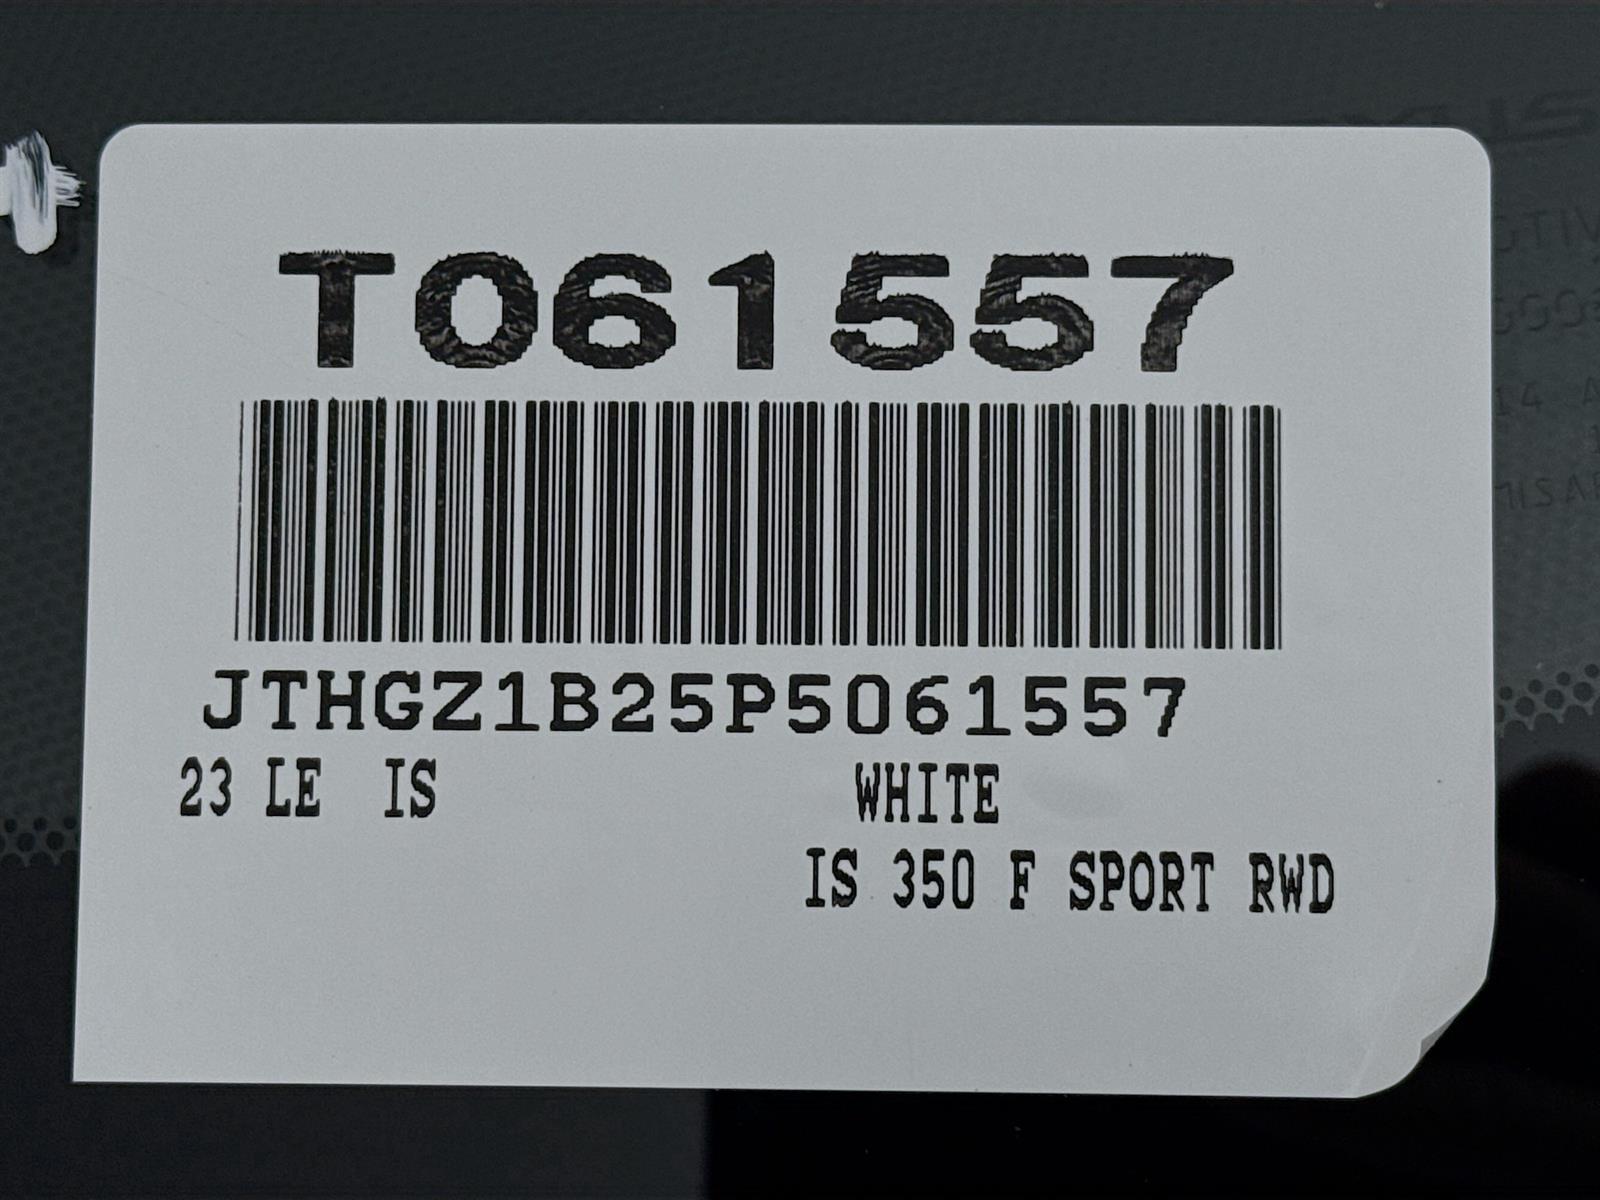 T061557
JTHGZ1B25P5061557
23 LE IS WHITE
IS 350 F SPORT RWD